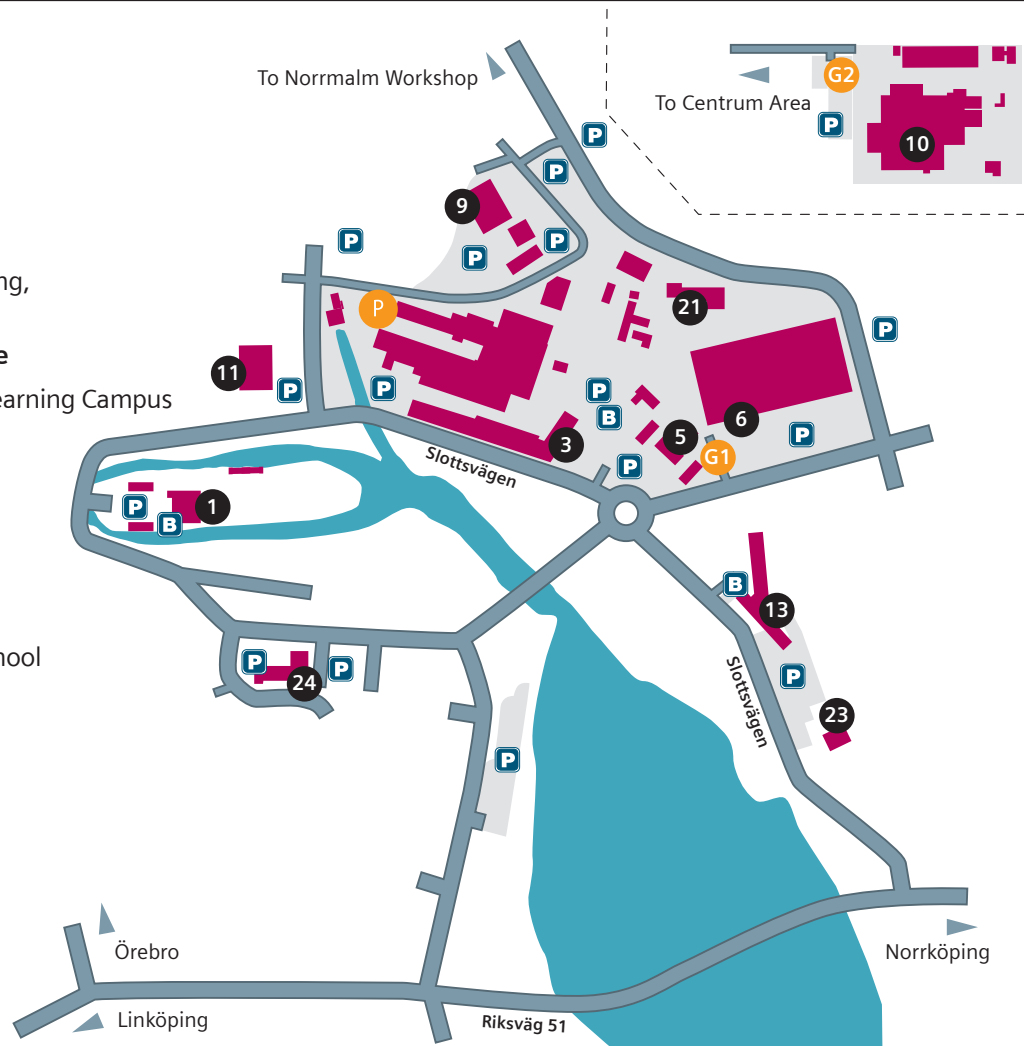 To Norrmalm Workshop
P
G2
To Centrum Area
P
10
P
9
P
P
P
ng,
P
21
P
e
11
P
P
P
earning Campus
B
6
3
5
P
G1
P
Slottsvägen
1
P
B
P
B
13
hool
P
24
P
P
Slottsvägen
23
P
Örebro
Norrköping
Linköping
Riksväg 51